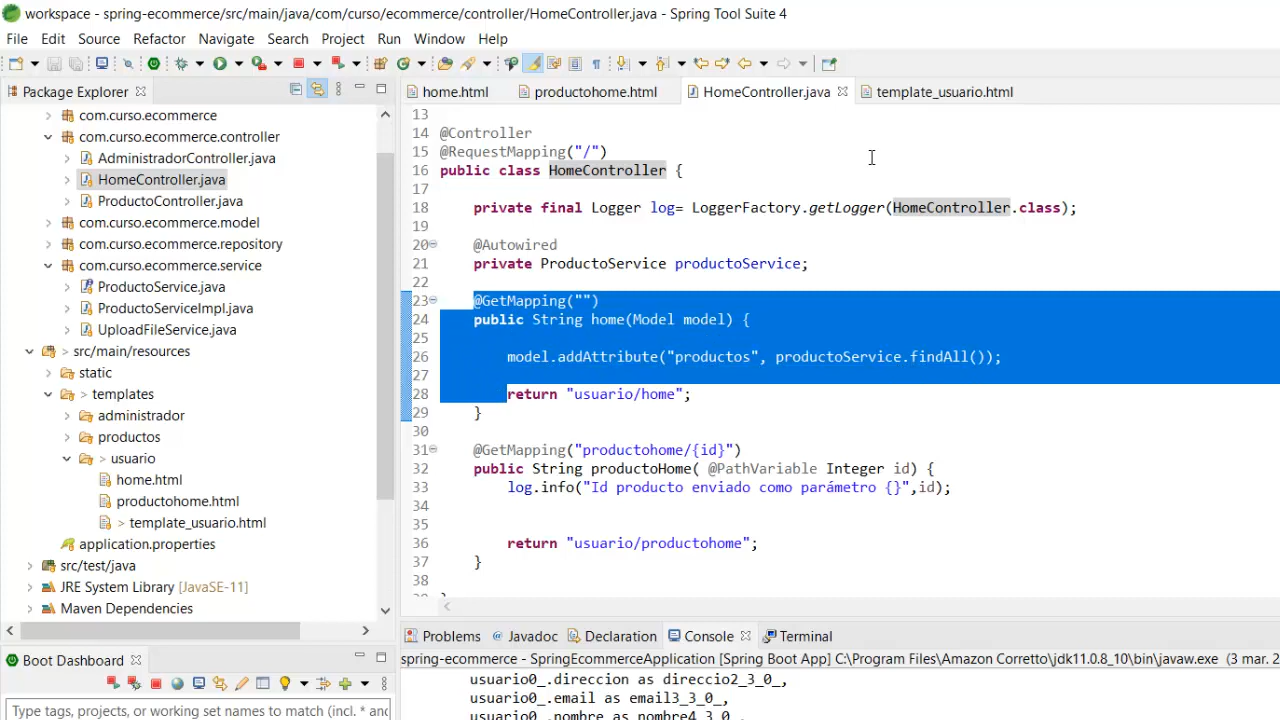 workspace - spring-ecommerce/src/main/java/com/curso/ecommerce/controller/HomeController.java - Spring Tool Suite 4
File Edit Source Refactor Navigate Search Project Run Window Help
Package Explorer
com.curso.ecommerce
com.curso.ecommerce.controller
AdministradorController.java
HomeController.java
ProductoController.java
com.curso.ecommerce.model
com.curso.ecommerce.repository
com.curso.ecommerce.service
ProductoService.java
ProductoServiceImpl.java
UploadFileService.java
> src/main/resources
static
> templates
administrador
productos
> usuario
home.html
productohome.html
> template_usuario.html
application.properties
src/test/java
JRE System Library [JavaSE-11]
Maven Dependencies
Boot Dashboard
Type tags, projects, or working set names to match (incl. * and
home.html productohome.html HomeController.java template_usuario.html
13
14 @Controller
15 @RequestMapping("/")
16 public class HomeController {
17
18 private final Logger log= LoggerFactory.getLogger(HomeController.class);
19
20 @Autowired
21 private ProductoService productoService;
22
23 @GetMapping("")
24 public String home(Model model) {
25
26 model.addAttribute("productos", productoService.findAll());
27
28 return "usuario/home";
29 }
30
31 @GetMapping("productohome/{id}")
32 public String productoHome( @PathVariable Integer id) {
33 log.info("Id producto enviado como parámetro {}",id);
34
35
36 return "usuario/productohome";
37 }
38
Problems Javadoc Declaration Console Terminal
spring-ecommerce - SpringEcommerceApplication [Spring Boot App] C:\Program Files\Amazon Corretto\jdk11.0.8_10\bin\javaw.exe (3 mar. 2
usuario0_.direccion as direccio2_3_0_,
usuario0_.email as email3_3_0_,
usuario0_.nombre as nombre4_3_0_,